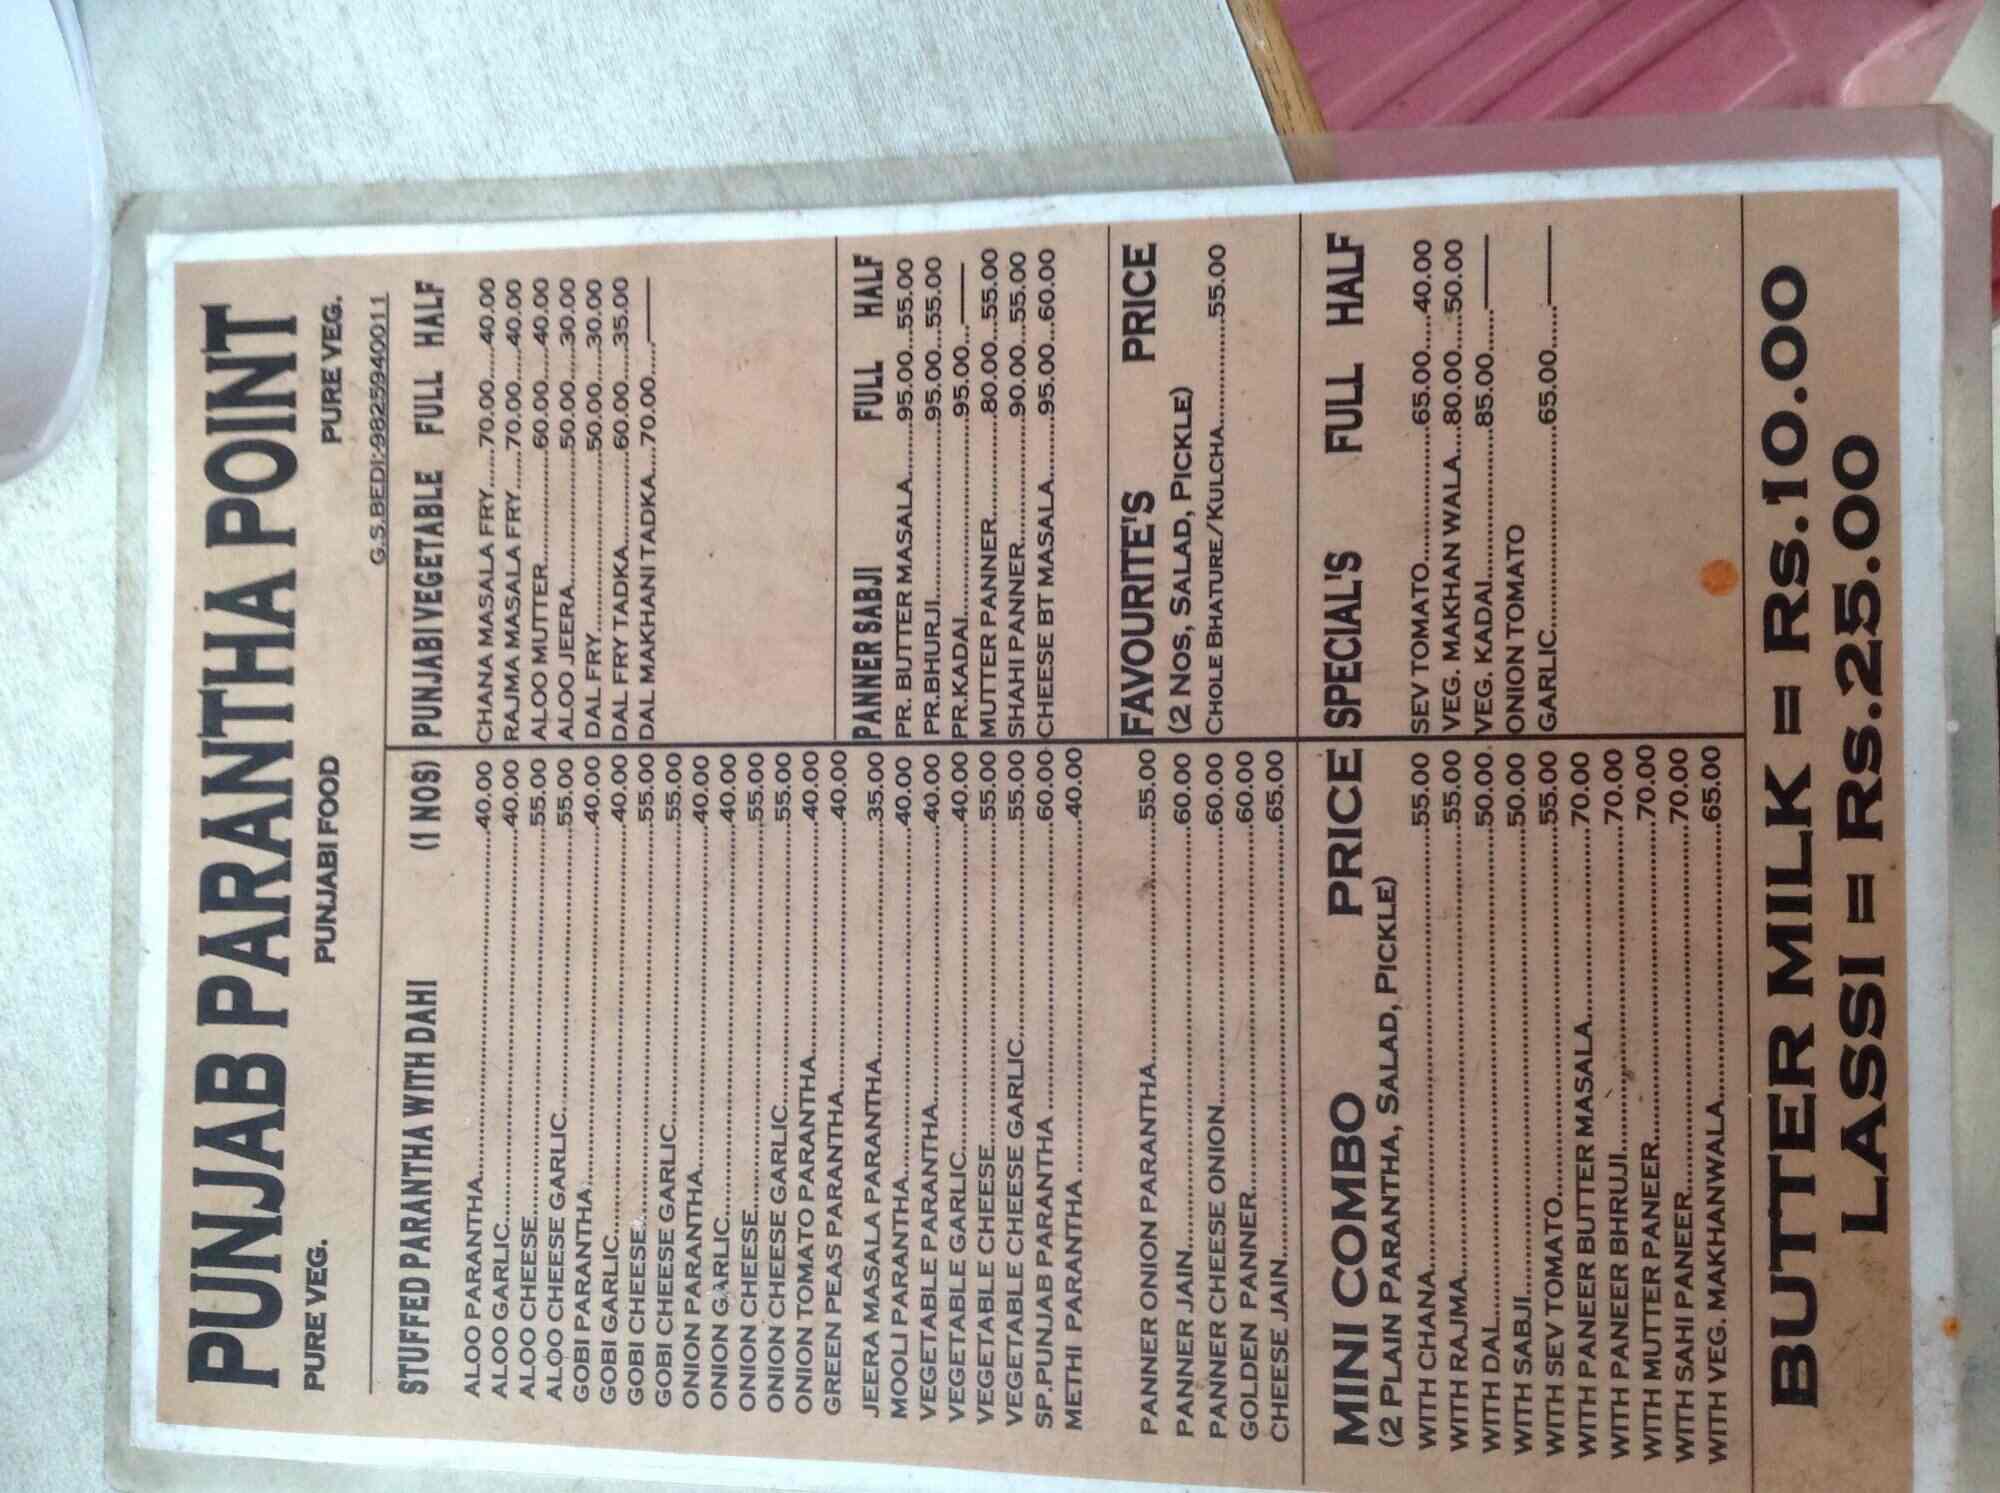 PUNJAB PARANTHA POINT
PURE VEG. PUNJABI FOOD PURE VEG.
G.S.BEDI:-9825940011
STUFFED PARANTHA WITH DAHI (1 NOS)
ALOO PARANTHA....40.00
ALOO GARLIC....40.00
ALOO CHEESE....55.00
ALOO CHEESE GARLIC....55.00
GOBI PARANTHA....40.00
GOBI GARLIC....40.00
GOBI CHEESE....55.00
GOBI CHEESE GARLIC....55.00
ONION PARANTHA....40.00
ONION GARLIC....40.00
ONION CHEESE....55.00
ONION CHEESE GARLIC....55.00
ONION TOMATO PARANTHA....40.00
GREEN PEAS PARANTHA....40.00
JEERA MASALA PARANTHA....35.00
MOOLI PARANTHA....40.00
VEGETABLE PARANTHA....40.00
VEGETABLE GARLIC....40.00
VEGETABLE CHEESE....55.00
VEGETABLE CHEESE GARLIC....55.00
SP.PUNJAB PARANTHA....60.00
METHI PARANTHA....40.00
PANNER ONION PARANTHA....55.00
PANNER JAIN....60.00
PANNER CHEESE ONION....60.00
GOLDEN PANNER....60.00
CHEESE JAIN....65.00
PUNJABI VEGETABLE FULL HALF
CHANA MASALA FRY....70.00....40.00
RAJMA MASALA FRY....70.00....40.00
ALOO MUTTER....60.00....40.00
ALOO JEERA....50.00....30.00
DAL FRY....50.00....30.00
DAL FRY TADKA....60.00....35.00
DAL MAKHANI TADKA....70.00....——
PANNER SABJI FULL HALF
PR. BUTTER MASALA....95.00...55.00
PR.BHURJI....95.00...55.00
PR.KADAI....95.00...——
MUTTER PANNER....80.00...55.00
SHAHI PANNER....90.00...55.00
CHEESE BT MASALA....95.00...60.00
FAVOURITE'S PRICE
(2 NOS, SALAD, PICKLE)
CHOLE BHATURE/KULCHA....55.00
MINI COMBO PRICE
(2 PLAIN PARANTHA, SALAD, PICKLE)
WITH CHANA....55.00
WITH RAJMA....55.00
WITH DAL....50.00
WITH SABJI....50.00
WITH SEV TOMATO....55.00
WITH PANEER BUTTER MASALA....70.00
WITH PANEER BHRUJI....70.00
WITH MUTTER PANEER....70.00
WITH SAHI PANEER....70.00
WITH VEG. MAKHANWALA....65.00
SPECIAL'S FULL HALF
SEV TOMATO....65.00....40.00
VEG. MAKHAN WALA...80.00....50.00
VEG. KADAI....85.00....——
ONION TOMATO
GARLIC....65.00....——
BUTTER MILK = Rs.10.00
LASSI = Rs.25.00